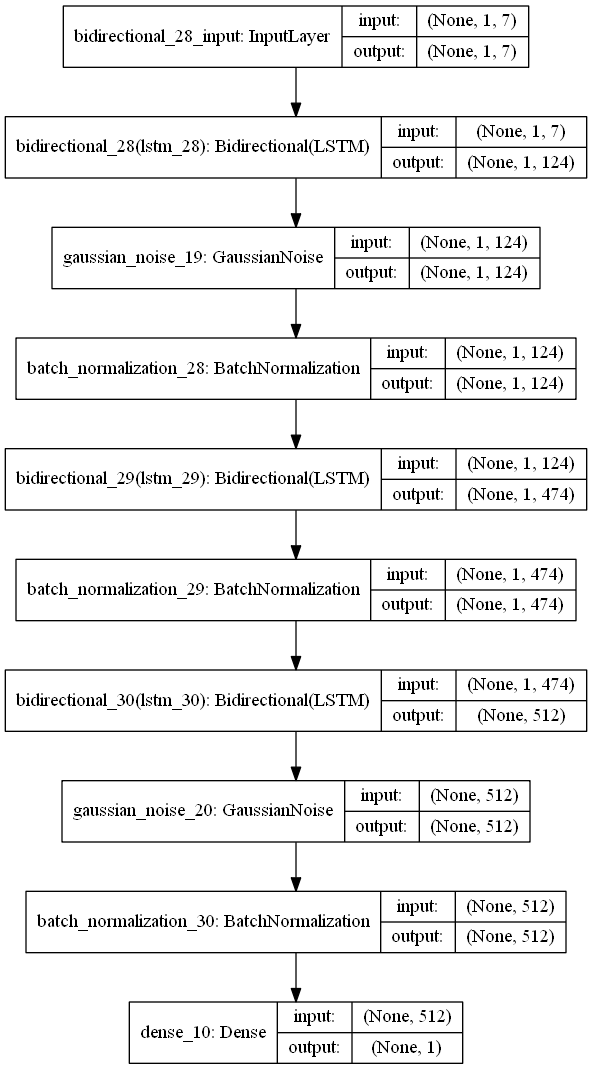 bidirectional_28_input: InputLayer
input: (None, 1, 7)
output: (None, 1, 7)
bidirectional_28(lstm_28): Bidirectional(LSTM)
input: (None, 1, 7)
output: (None, 1, 124)
gaussian_noise_19: GaussianNoise
input: (None, 1, 124)
output: (None, 1, 124)
batch_normalization_28: BatchNormalization
input: (None, 1, 124)
output: (None, 1, 124)
bidirectional_29(lstm_29): Bidirectional(LSTM)
input: (None, 1, 124)
output: (None, 1, 474)
batch_normalization_29: BatchNormalization
input: (None, 1, 474)
output: (None, 1, 474)
bidirectional_30(lstm_30): Bidirectional(LSTM)
input: (None, 1, 474)
output: (None, 512)
gaussian_noise_20: GaussianNoise
input: (None, 512)
output: (None, 512)
batch_normalization_30: BatchNormalization
input: (None, 512)
output: (None, 512)
dense_10: Dense
input: (None, 512)
output: (None, 1)